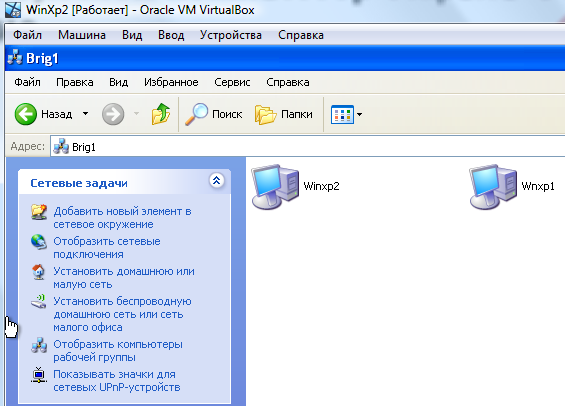 WinXp2 [Работает] - Oracle VM VirtualBox
Файл Машина Вид Ввод Устройства Справка
Brig1
Файл Правка Вид Избранное Сервис Справка
Назад Поиск Папки
Адрес: Brig1
Сетевые задачи
Добавить новый элемент в
сетевое окружение
Отобразить сетевые
подключения
Установить домашнюю или
малую сеть
Установить беспроводную
домашнюю сеть или сеть
малого офиса
Отобразить компьютеры
рабочей группы
Показывать значки для
сетевых UPnP-устройств
Winxp2 Wnxp1